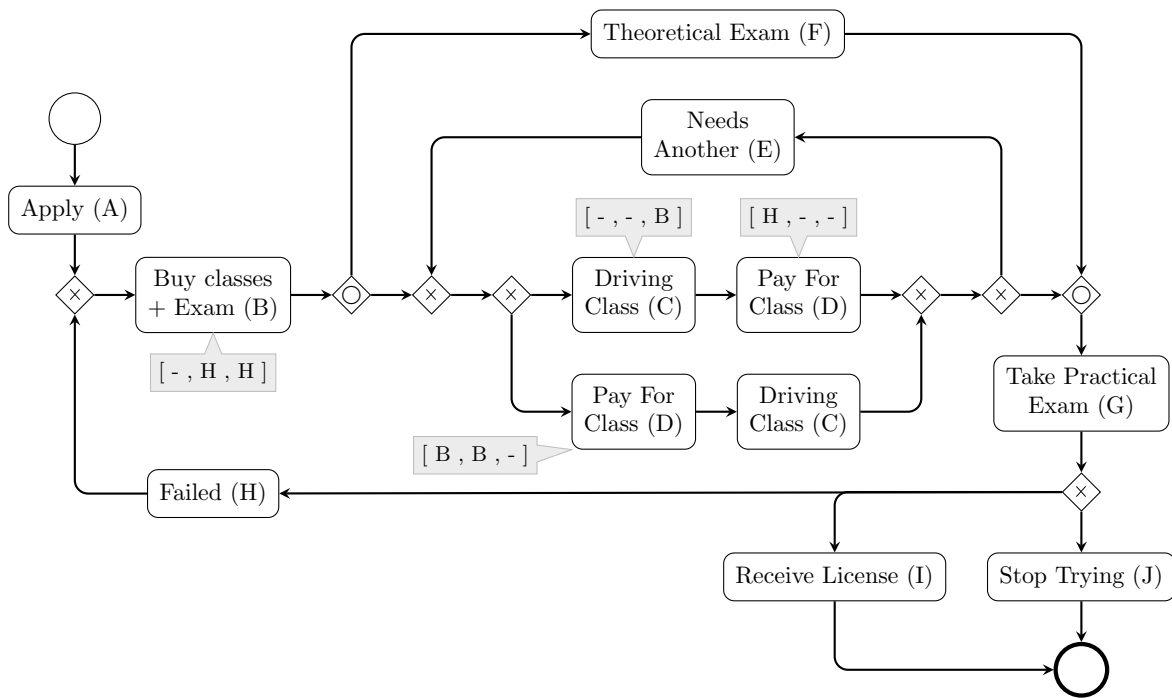 Theoretical Exam (F)
Needs
Another (E)
Apply (A)
[ - , - , B ]
[ H , - , - ]
Buy classes
+ Exam (B)
Driving
Class (C)
Pay For
Class (D)
[ - , H , H ]
Take Practical
Exam (G)
Pay For
Class (D)
Driving
Class (C)
[ B , B , - ]
Failed (H)
Receive License (I)
Stop Trying (J)